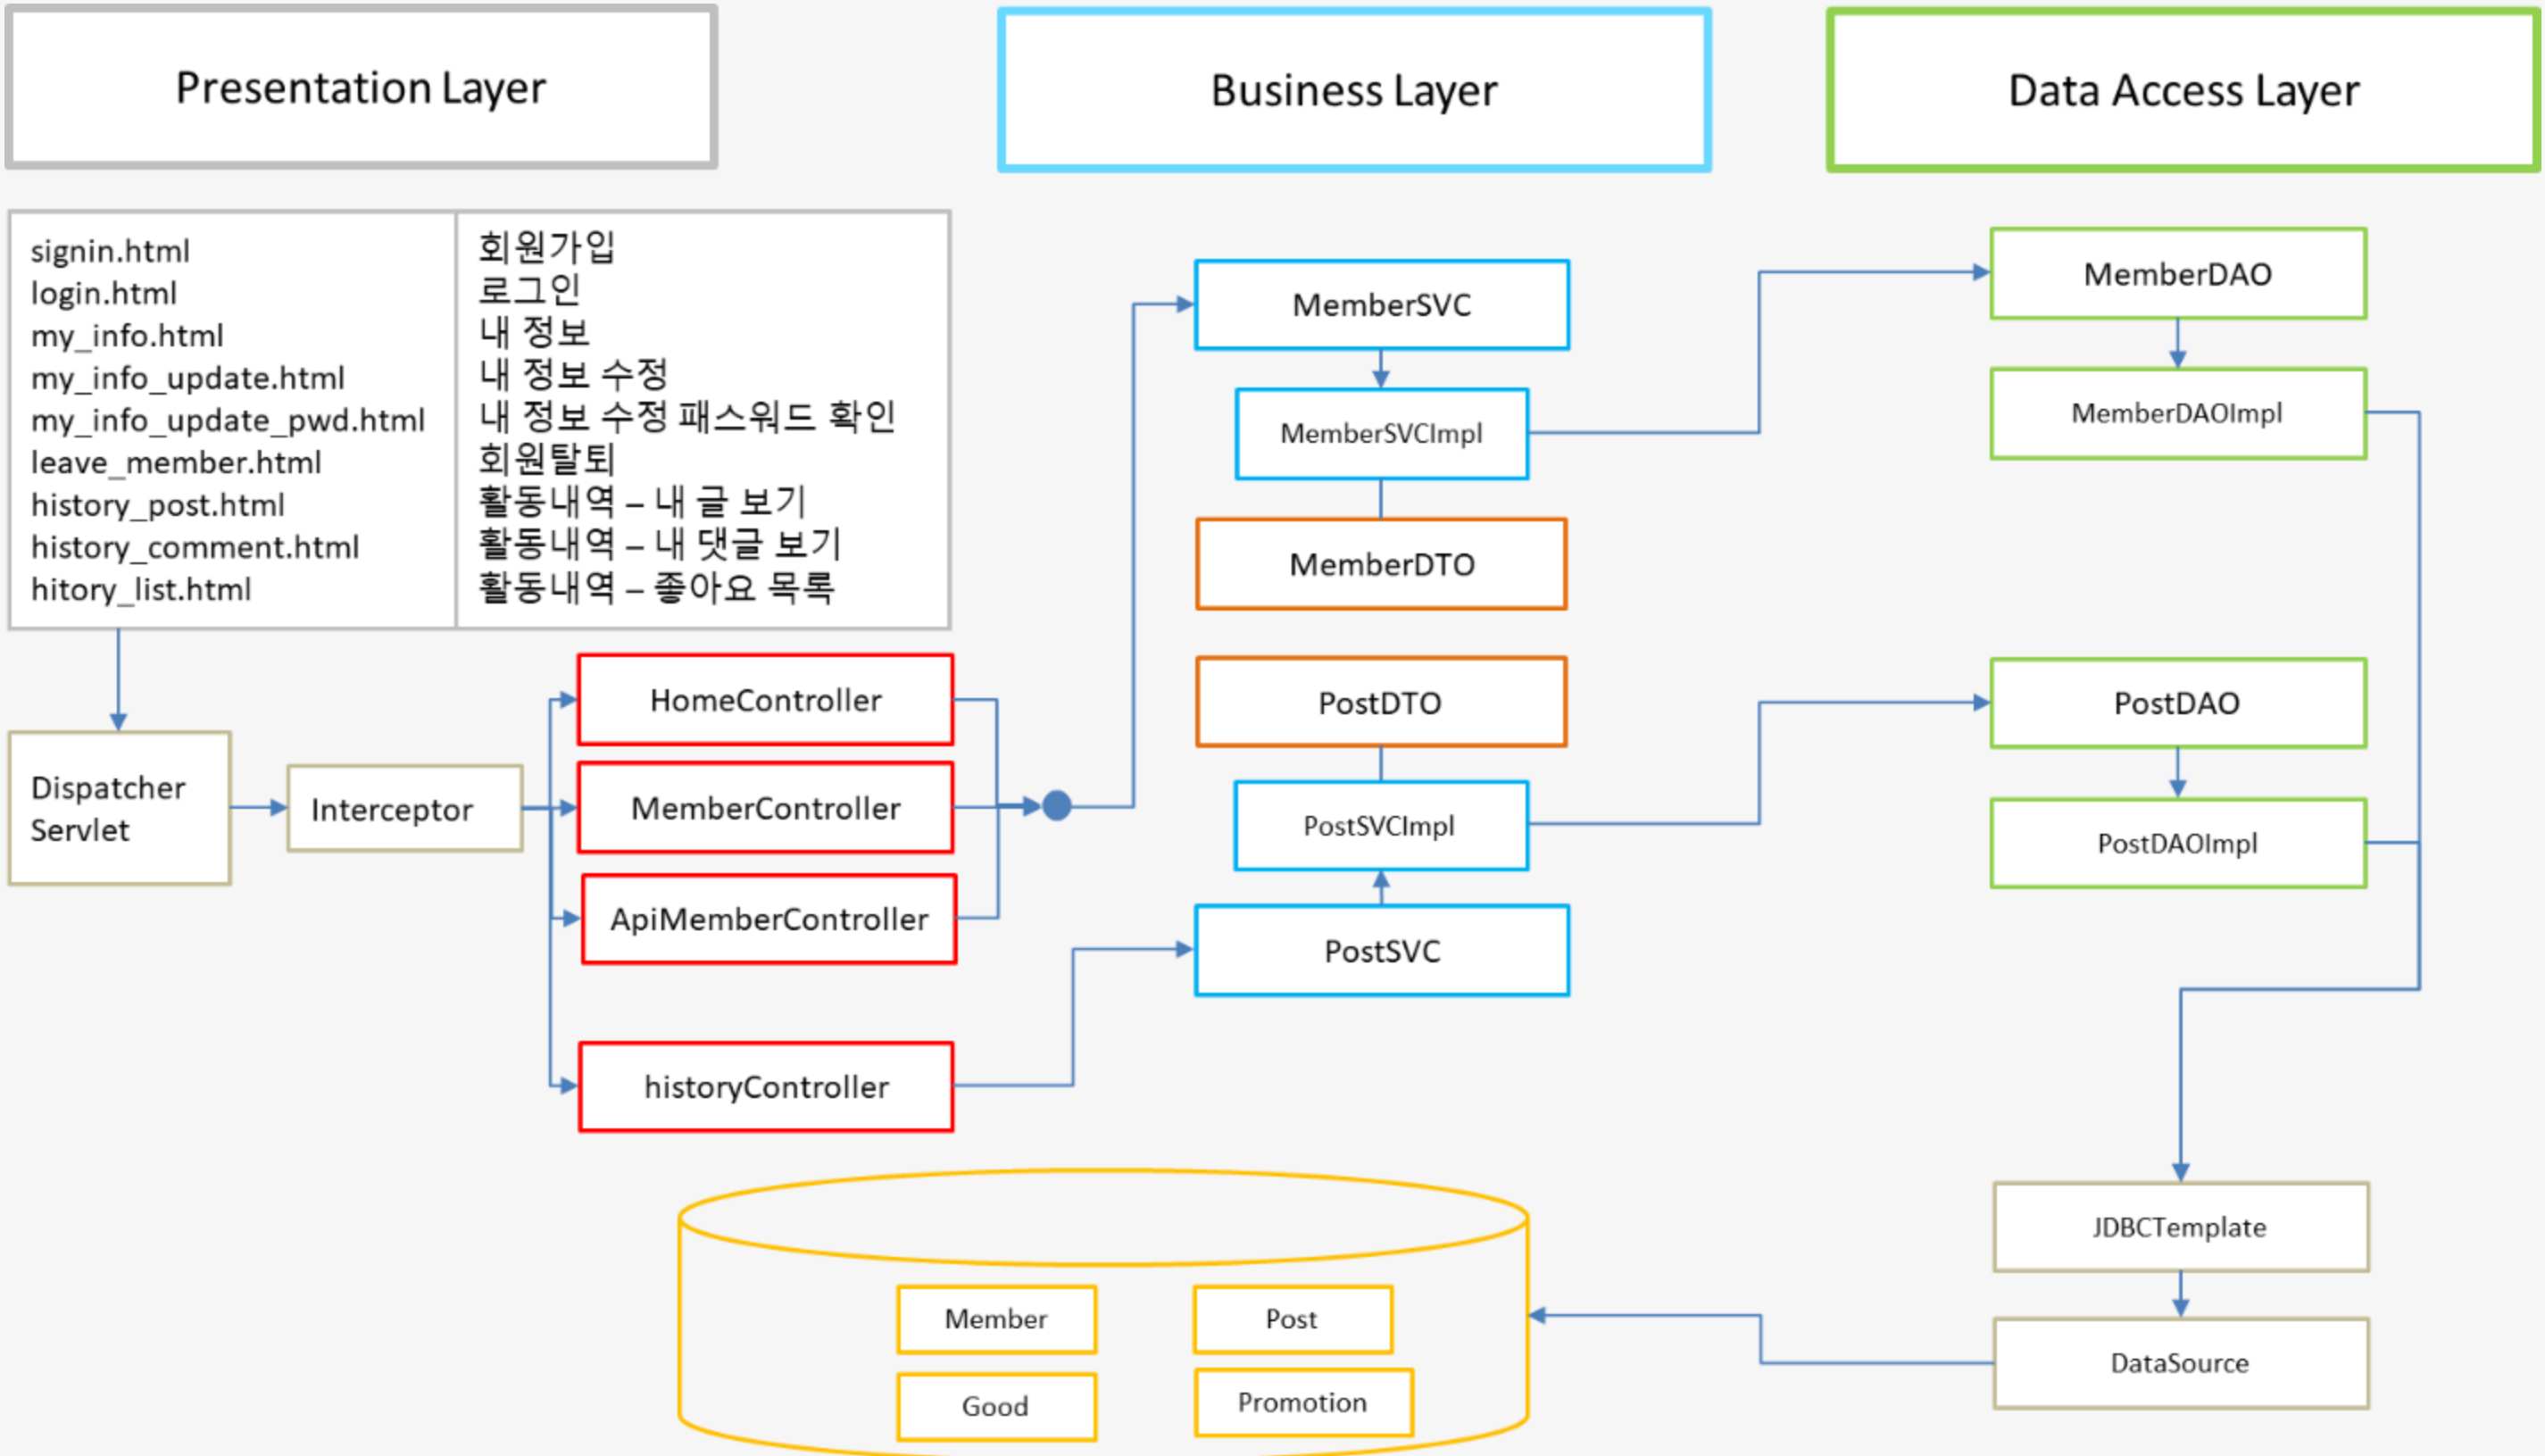 Presentation Layer
Business Layer
Data Access Layer
signin.html 회원가입
login.html 로그인
my_info.html 내 정보
my_info_update.html 내 정보 수정
my_info_update_pwd.html 내 정보 수정 패스워드 확인
leave_member.html 회원탈퇴
history_post.html 활동내역 – 내 글 보기
history_comment.html 활동내역 – 내 댓글 보기
hitory_list.html 활동내역 – 좋아요 목록
Dispatcher
Servlet
Interceptor
HomeController
MemberController
ApiMemberController
historyController
MemberSVC
MemberSVCImpl
MemberDTO
PostDTO
PostSVCImpl
PostSVC
MemberDAO
MemberDAOImpl
PostDAO
PostDAOImpl
JDBCTemplate
DataSource
Member
Post
Good
Promotion